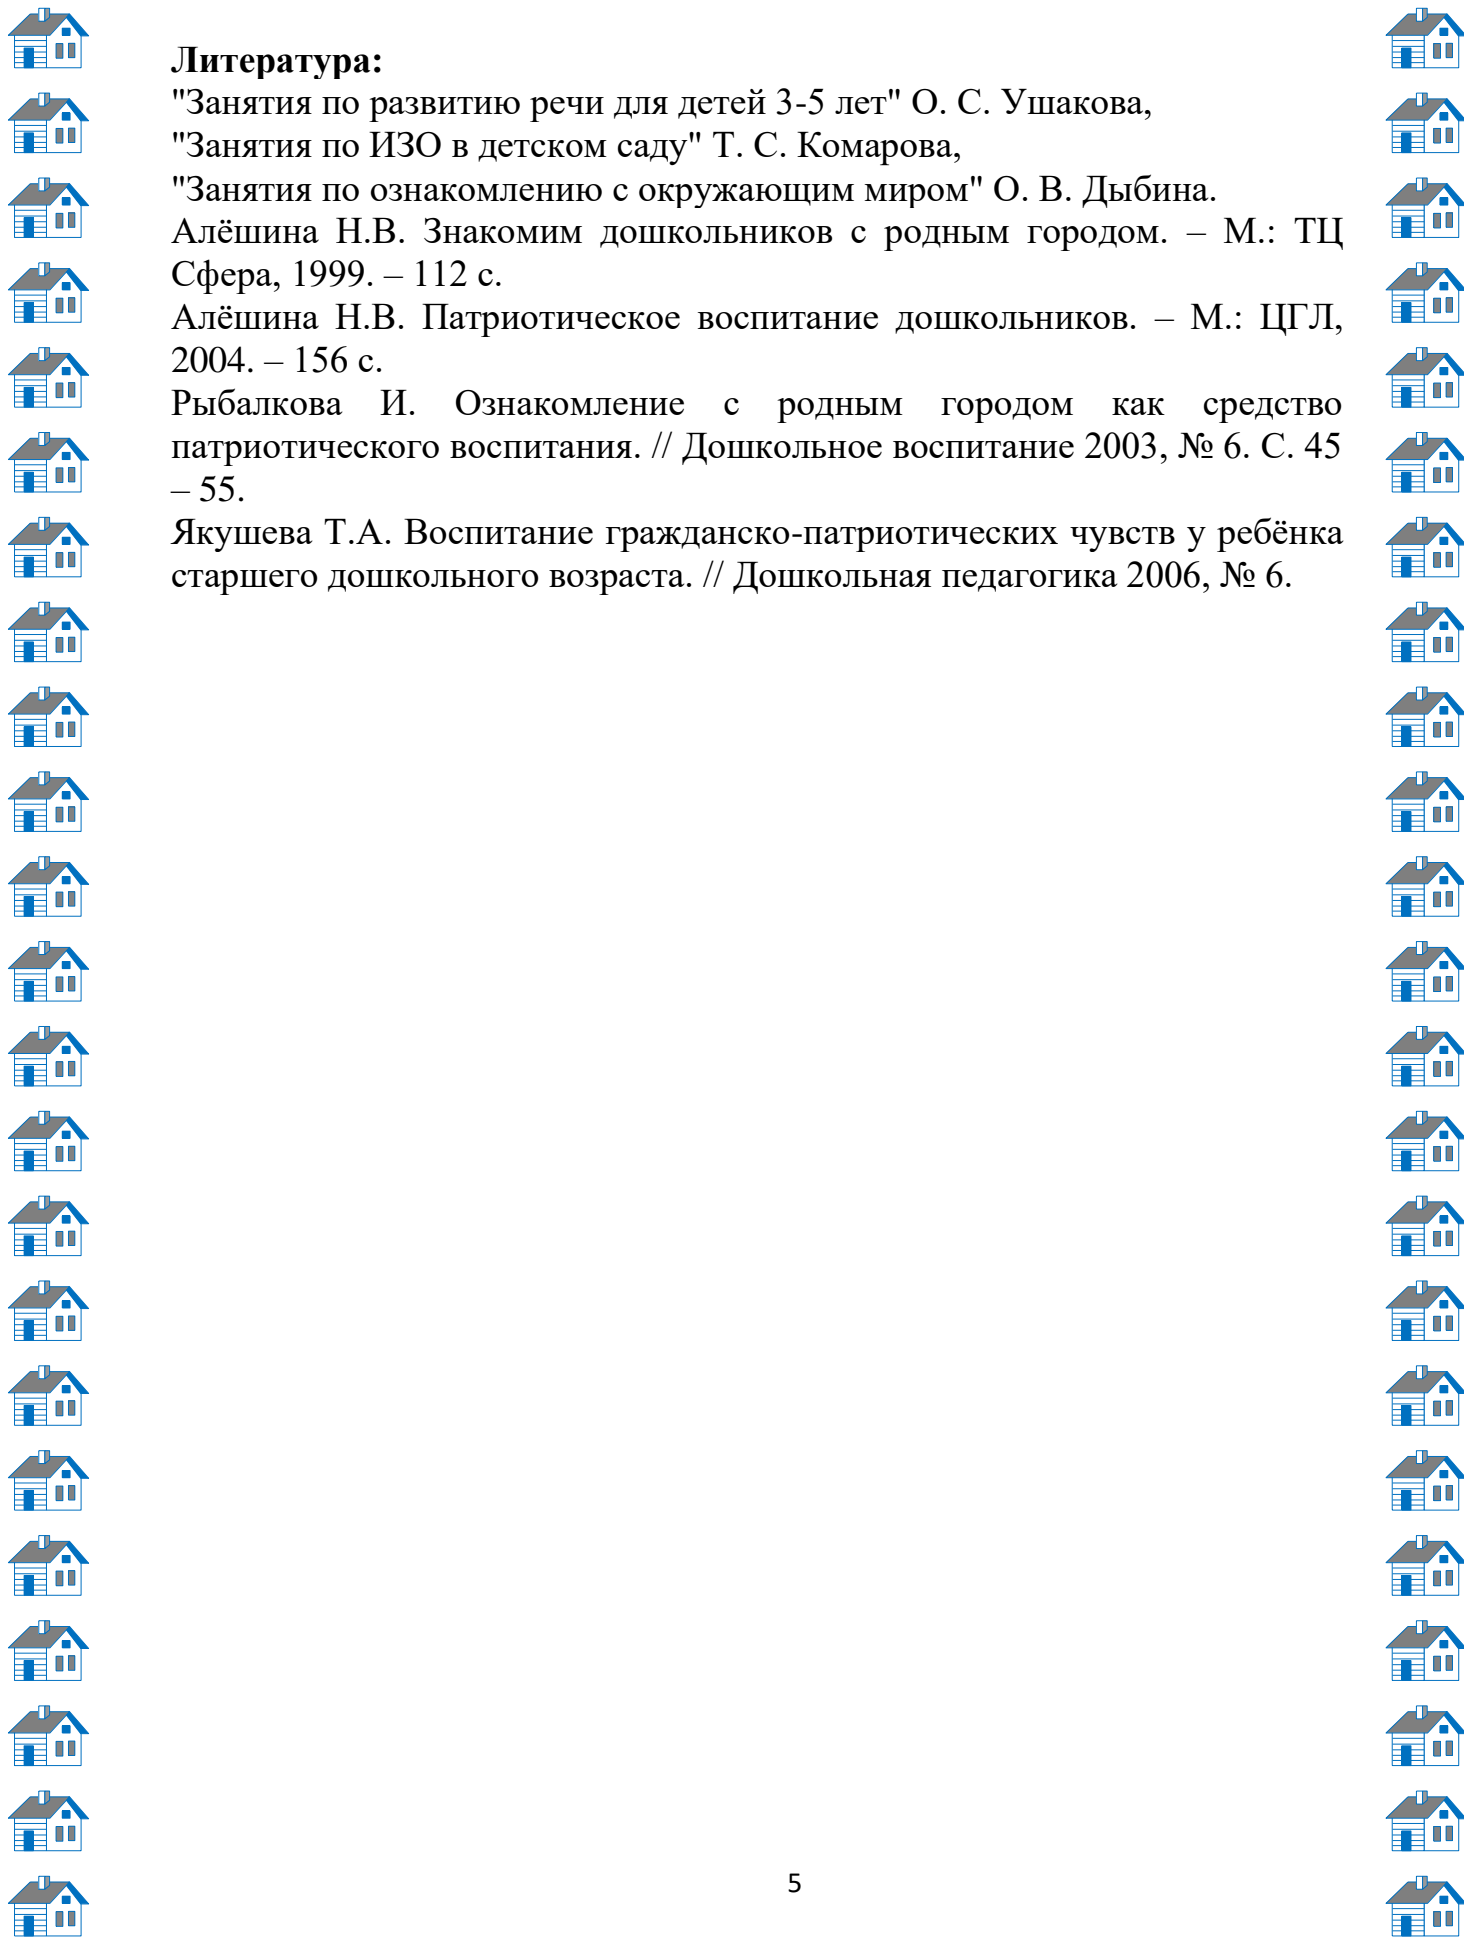 Литература:
"Занятия по развитию речи для детей 3-5 лет" О. С. Ушакова,
"Занятия по ИЗО в детском саду" Т. С. Комарова,
"Занятия по ознакомлению с окружающим миром" О. В. Дыбина.
Алёшина Н.В. Знакомим дошкольников с родным городом. – М.: ТЦ
Сфера, 1999. – 112 с.
Алёшина Н.В. Патриотическое воспитание дошкольников. – М.: ЦГЛ,
2004. – 156 с.
Рыбалкова И. Ознакомление с родным городом как средство
патриотического воспитания. // Дошкольное воспитание 2003, № 6. С. 45
– 55.
Якушева Т.А. Воспитание гражданско-патриотических чувств у ребёнка
старшего дошкольного возраста. // Дошкольная педагогика 2006, № 6.
5